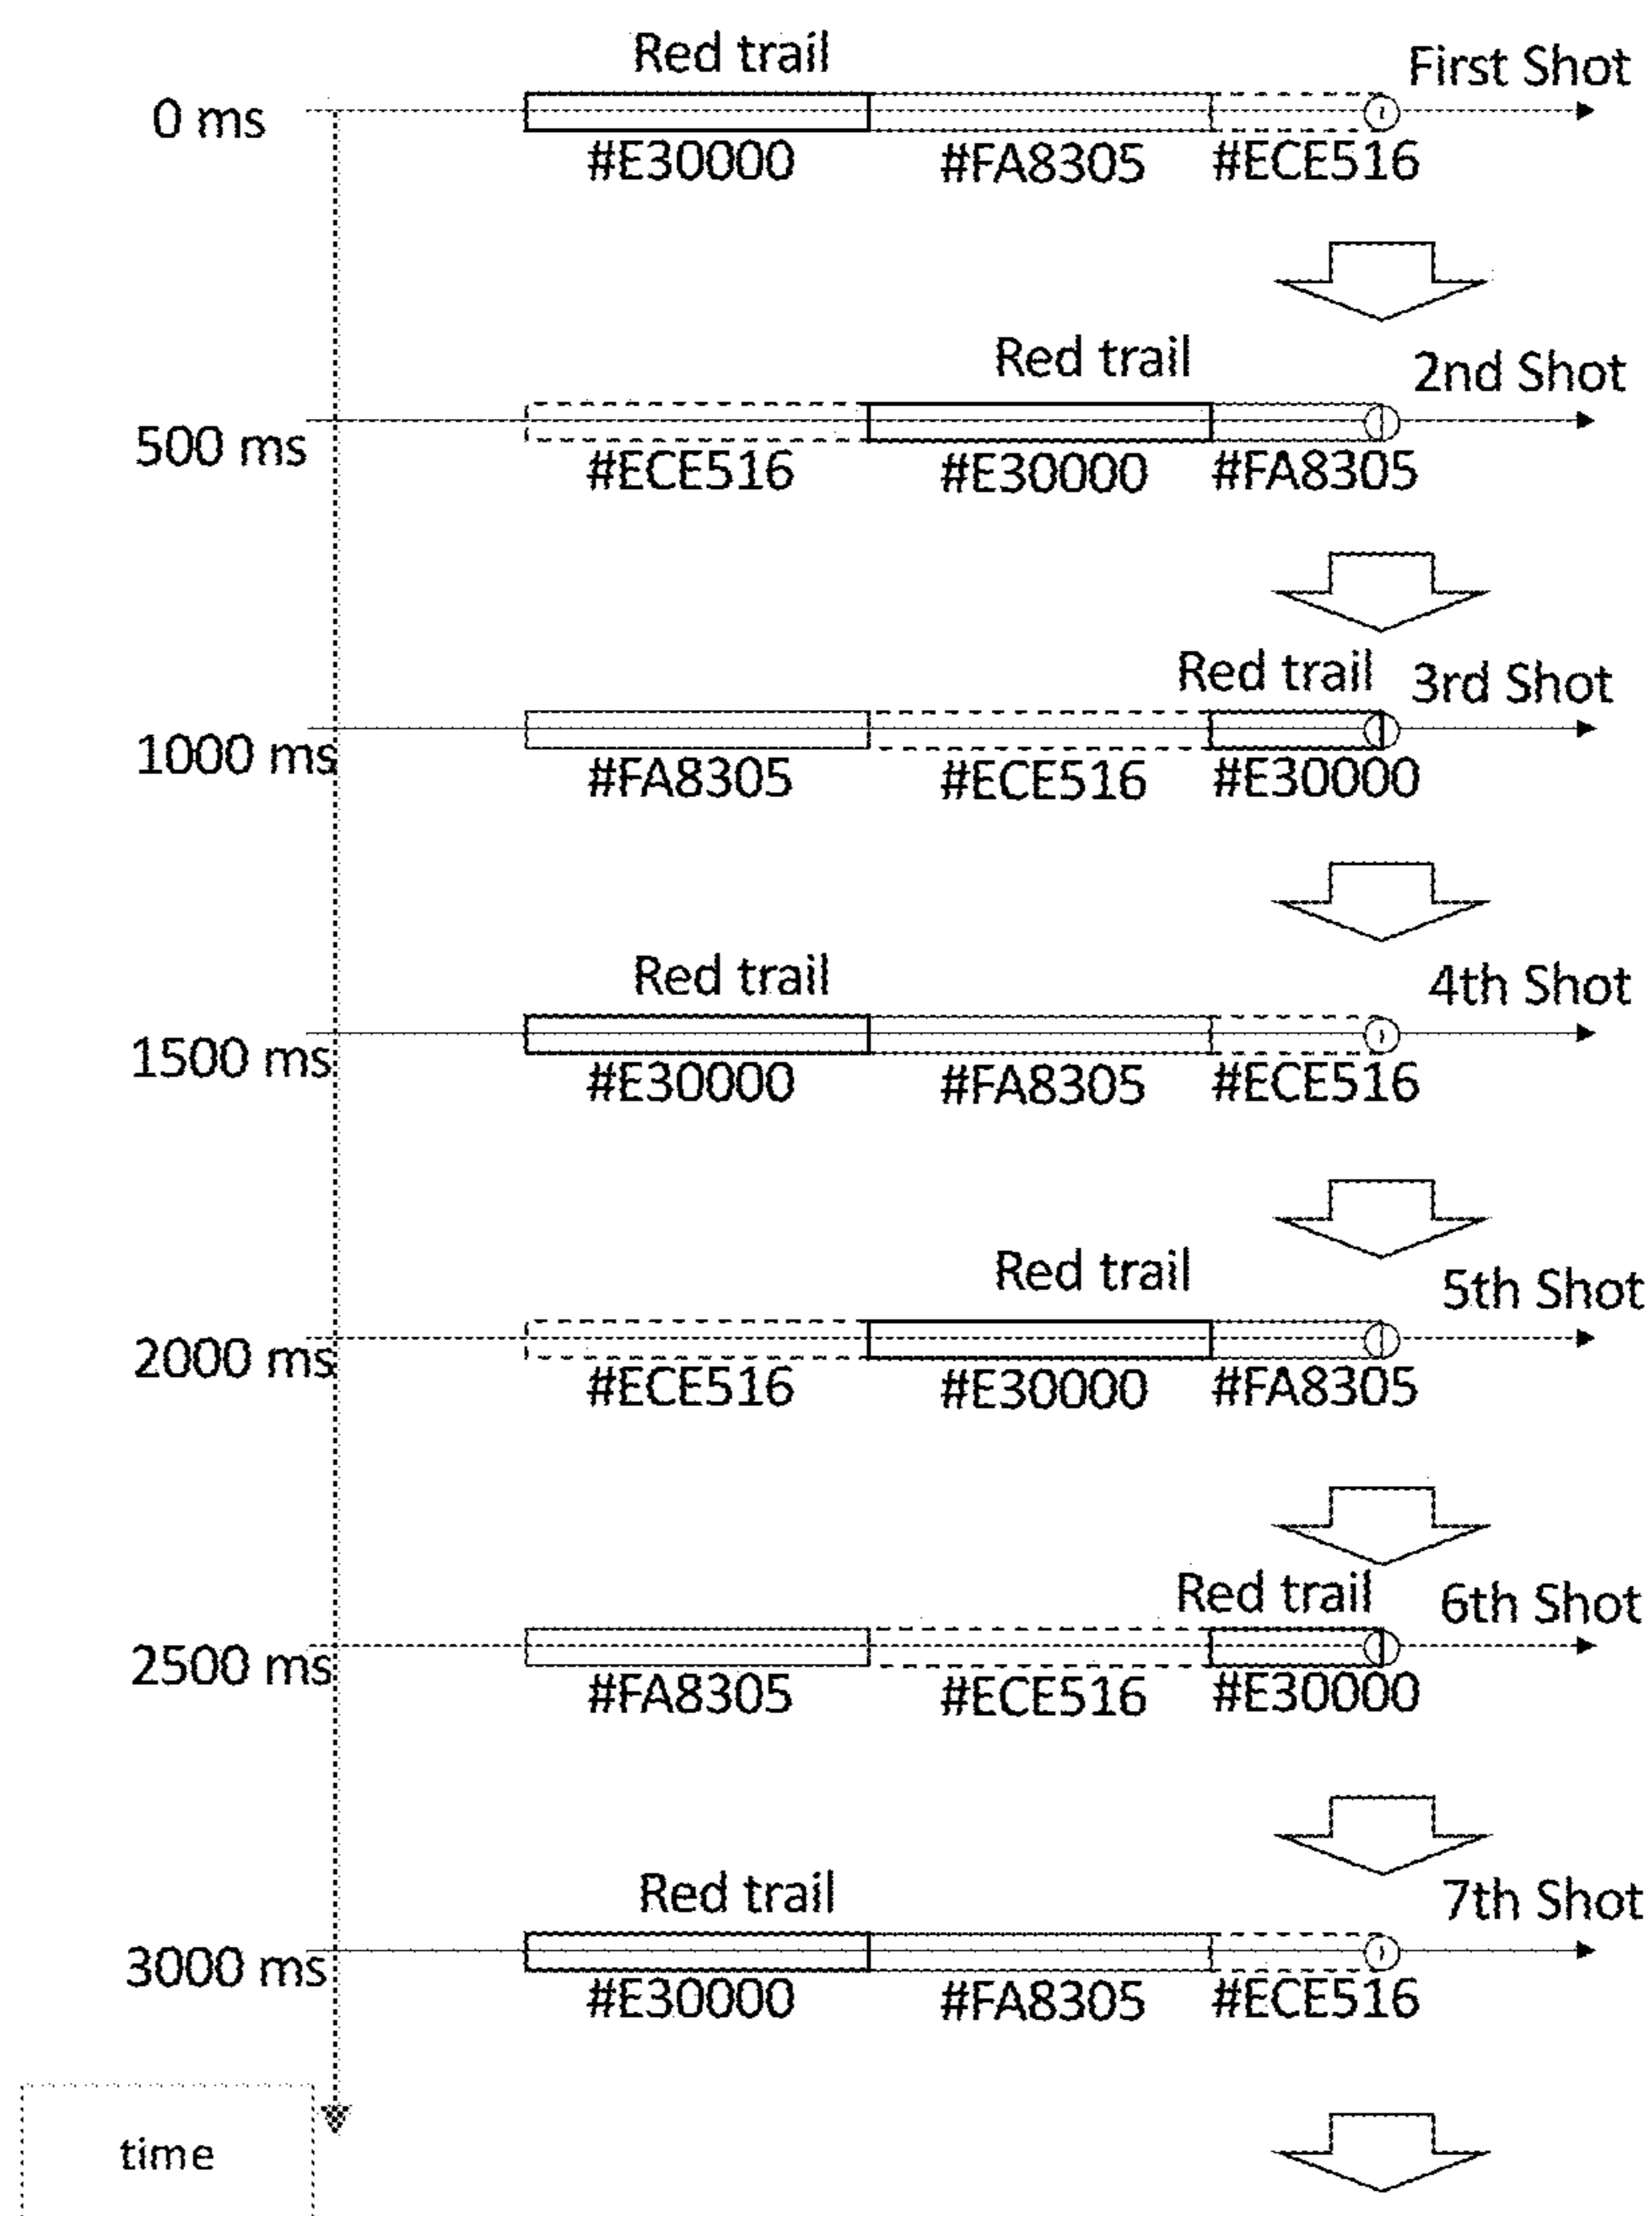 Red trail
First Shot
0 ms
#E30000 #FA8305 #ECE516
Red trail
2nd Shot
500 ms
#ECE516 #E30000 #FA8305
Red trail
3rd Shot
1000 ms
#FA8305 #ECE516 #E30000
Red trail
4th Shot
1500 ms
#E30000 #FA8305 #ECE516
Red trail
5th Shot
2000 ms
#ECE516 #E30000 #FA8305
Red trail
6th Shot
2500 ms
#FA8305 #ECE516 #E30000
Red trail
7th Shot
3000 ms
#E30000 #FA8305 #ECE516
time